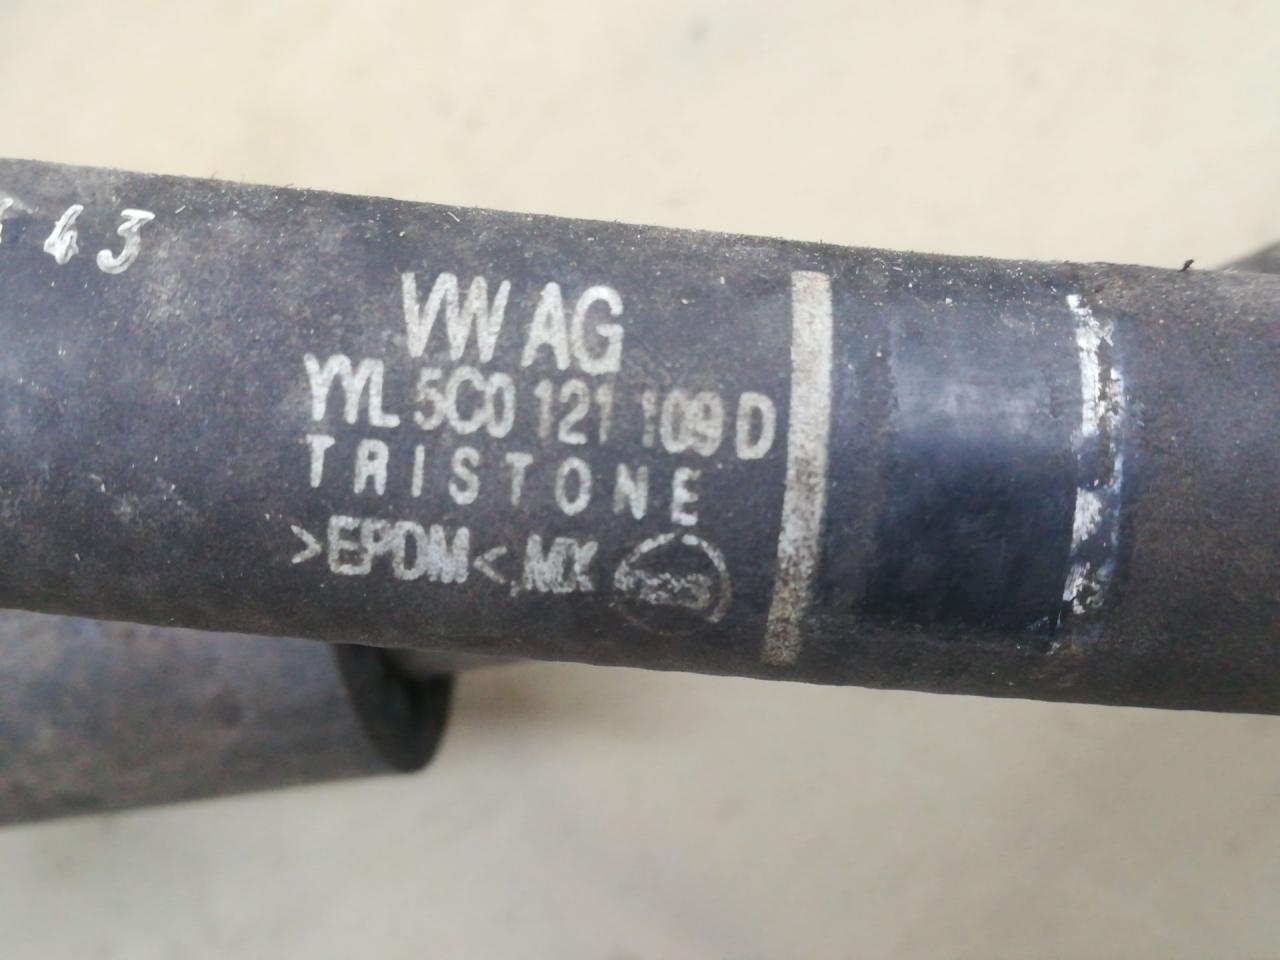 43
VW AG
YYL 5C0 121 109 D
TRISTONE
>EPDM< MX